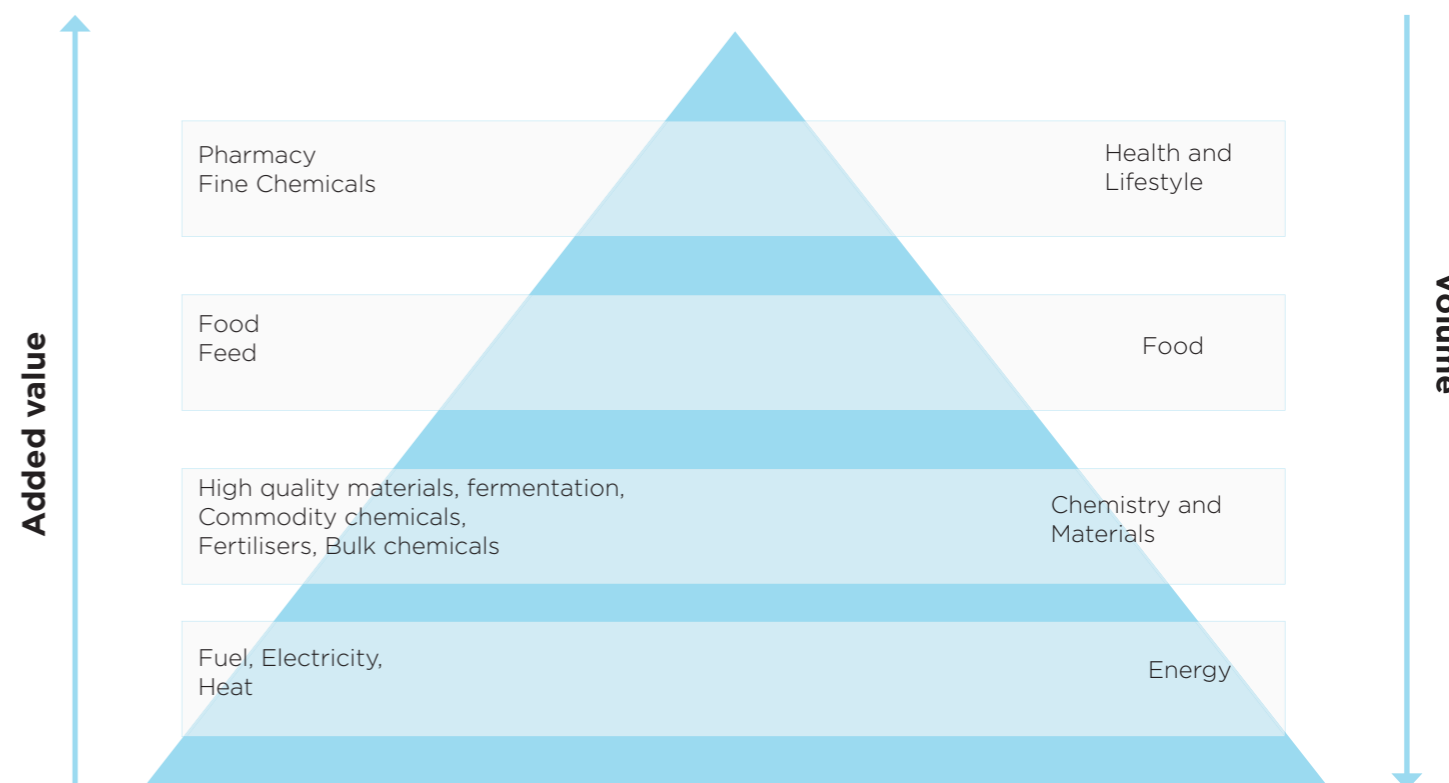 Added value
Pharmacy
Fine Chemicals
Health and
Lifestyle
Food
Feed
Food
High quality materials, fermentation,
Commodity chemicals,
Fertilisers, Bulk chemicals
Chemistry and
Materials
Fuel, Electricity,
Heat
Energy
Volume